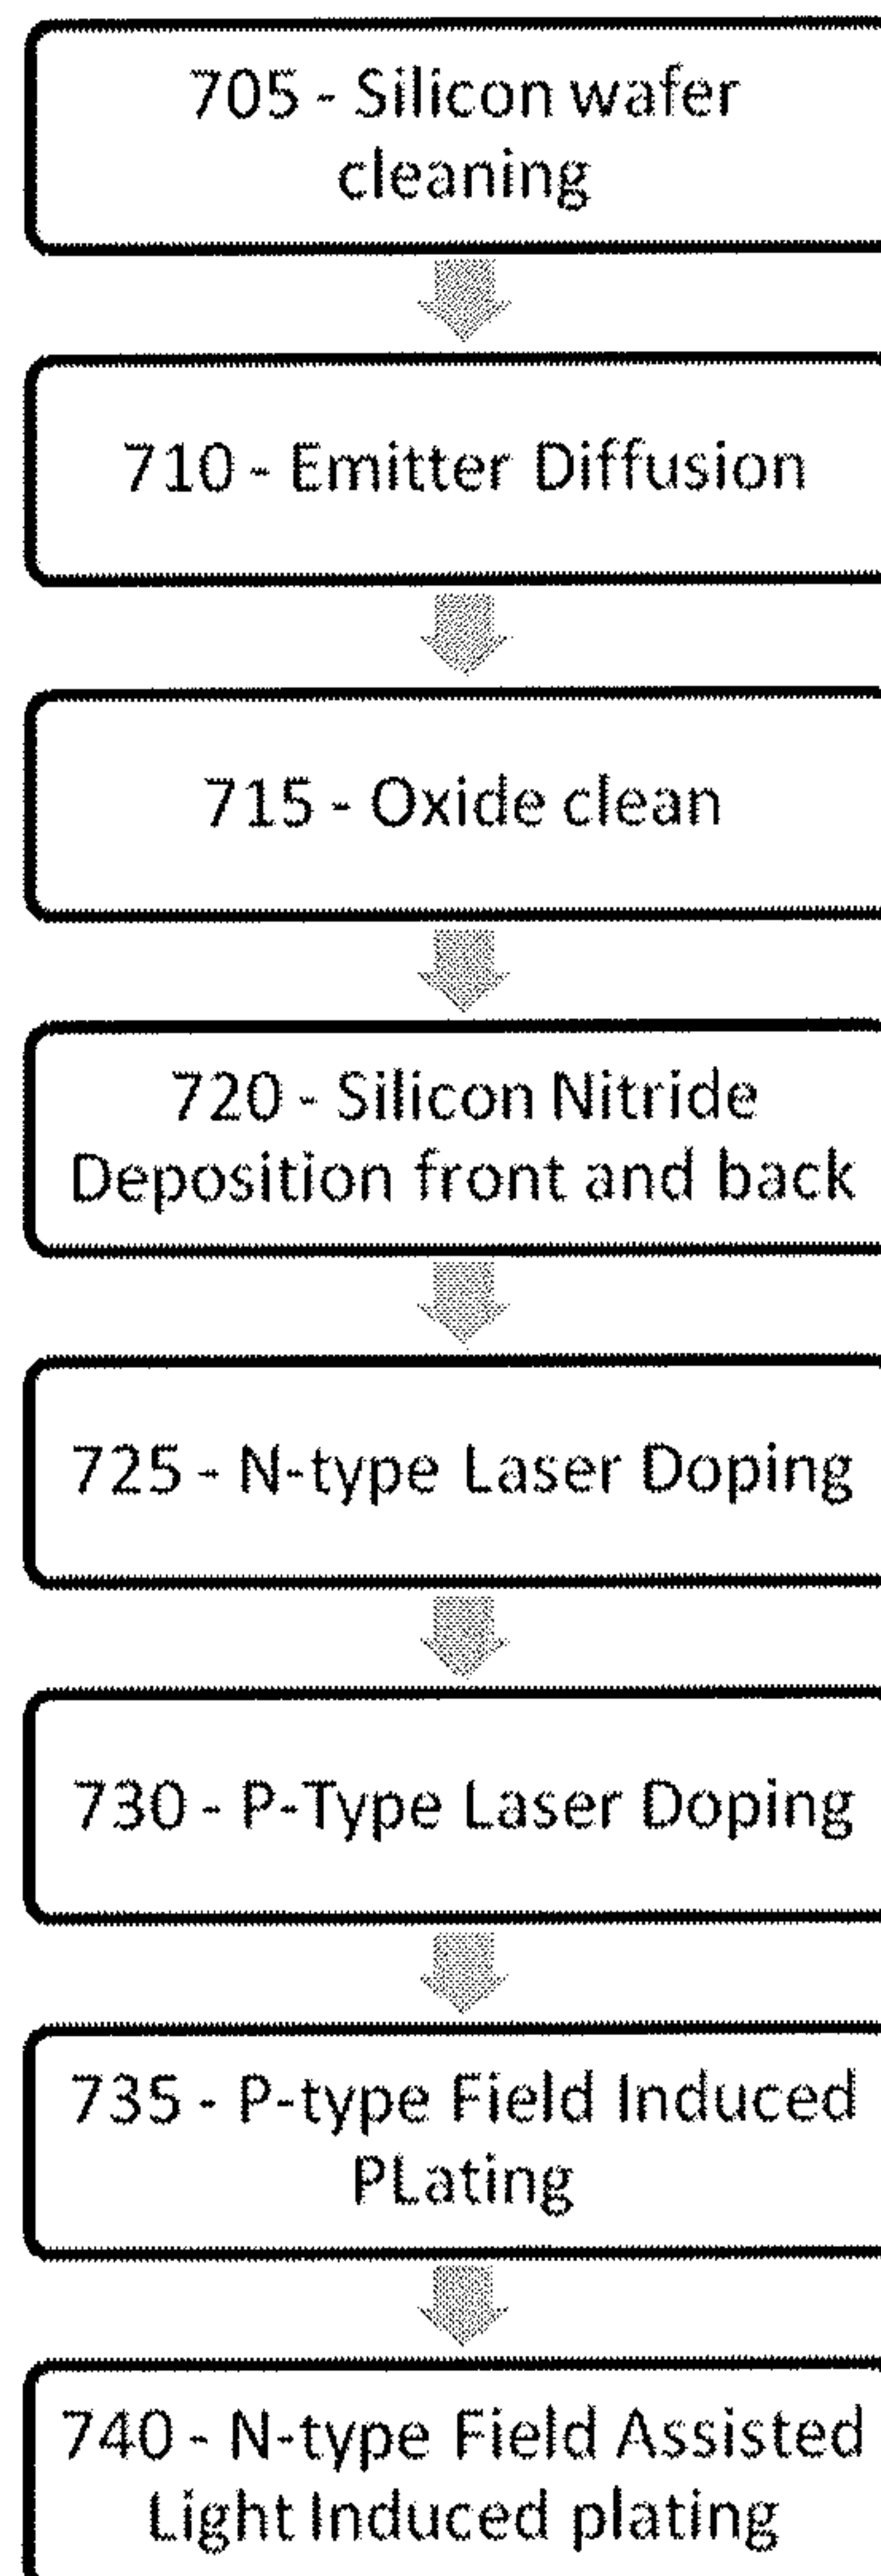 705 - Silicon wafer
cleaning
710 - Emitter Diffusion
715 - Oxide clean
720 - Silicon Nitride
Deposition front and back
725 - N-type Laser Doping
730 - P-Type Laser Doping
735 - P-type Field Induced
PLating
740 - N-type Field Assisted
Light Induced plating